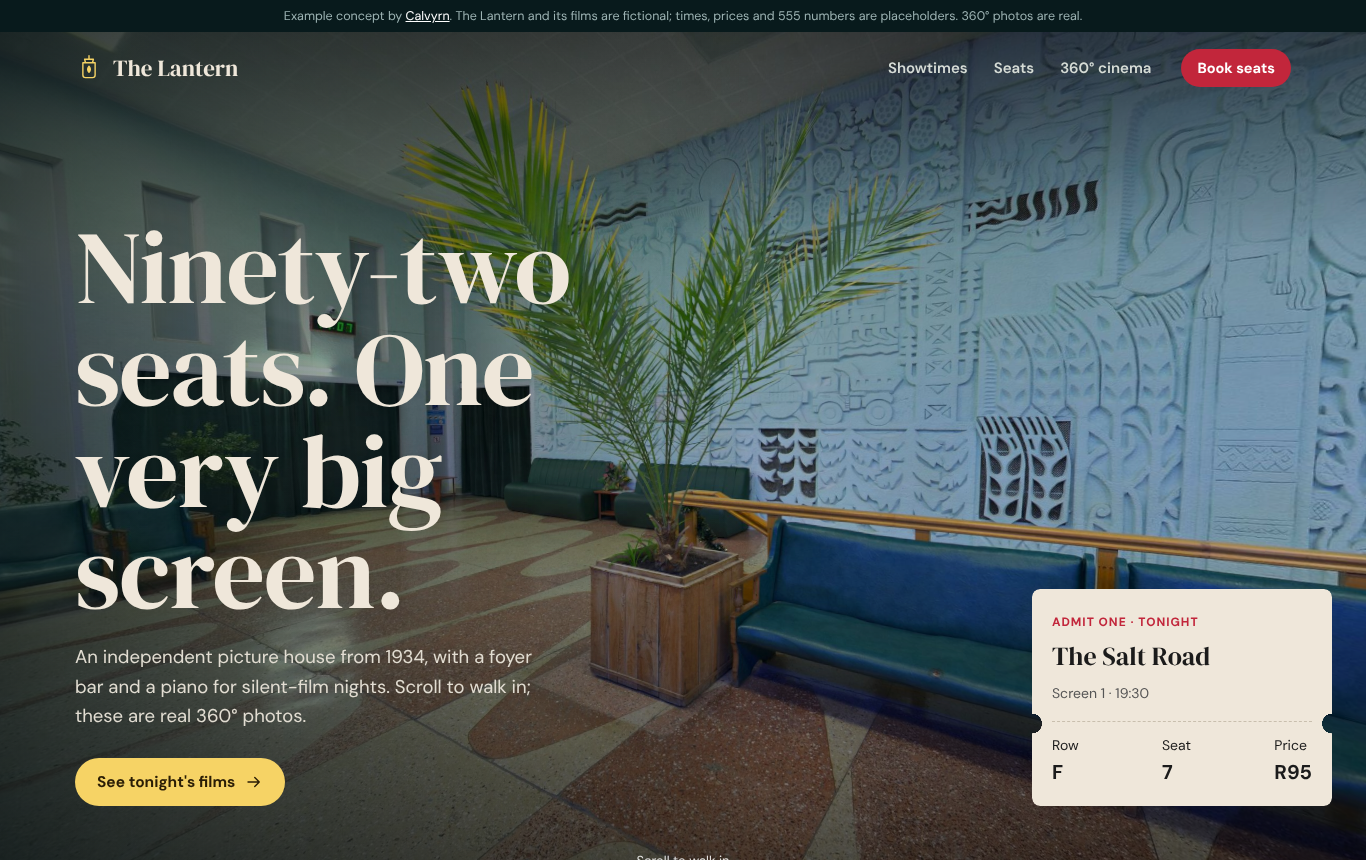 Example concept by Calvyrn. The Lantern and its films are fictional; times, prices and 555 numbers are placeholders. 360° photos are real.
The Lantern
Showtimes
Seats
360° cinema
Book seats
Ninety-two
seats. One
very big
screen.
An independent picture house from 1934, with a foyer
bar and a piano for silent-film nights. Scroll to walk in;
these are real 360° photos.
See tonight's films →
ADMIT ONE · TONIGHT
The Salt Road
Screen 1 · 19:30
Row Seat Price
F 7 R95
Scroll to walk in